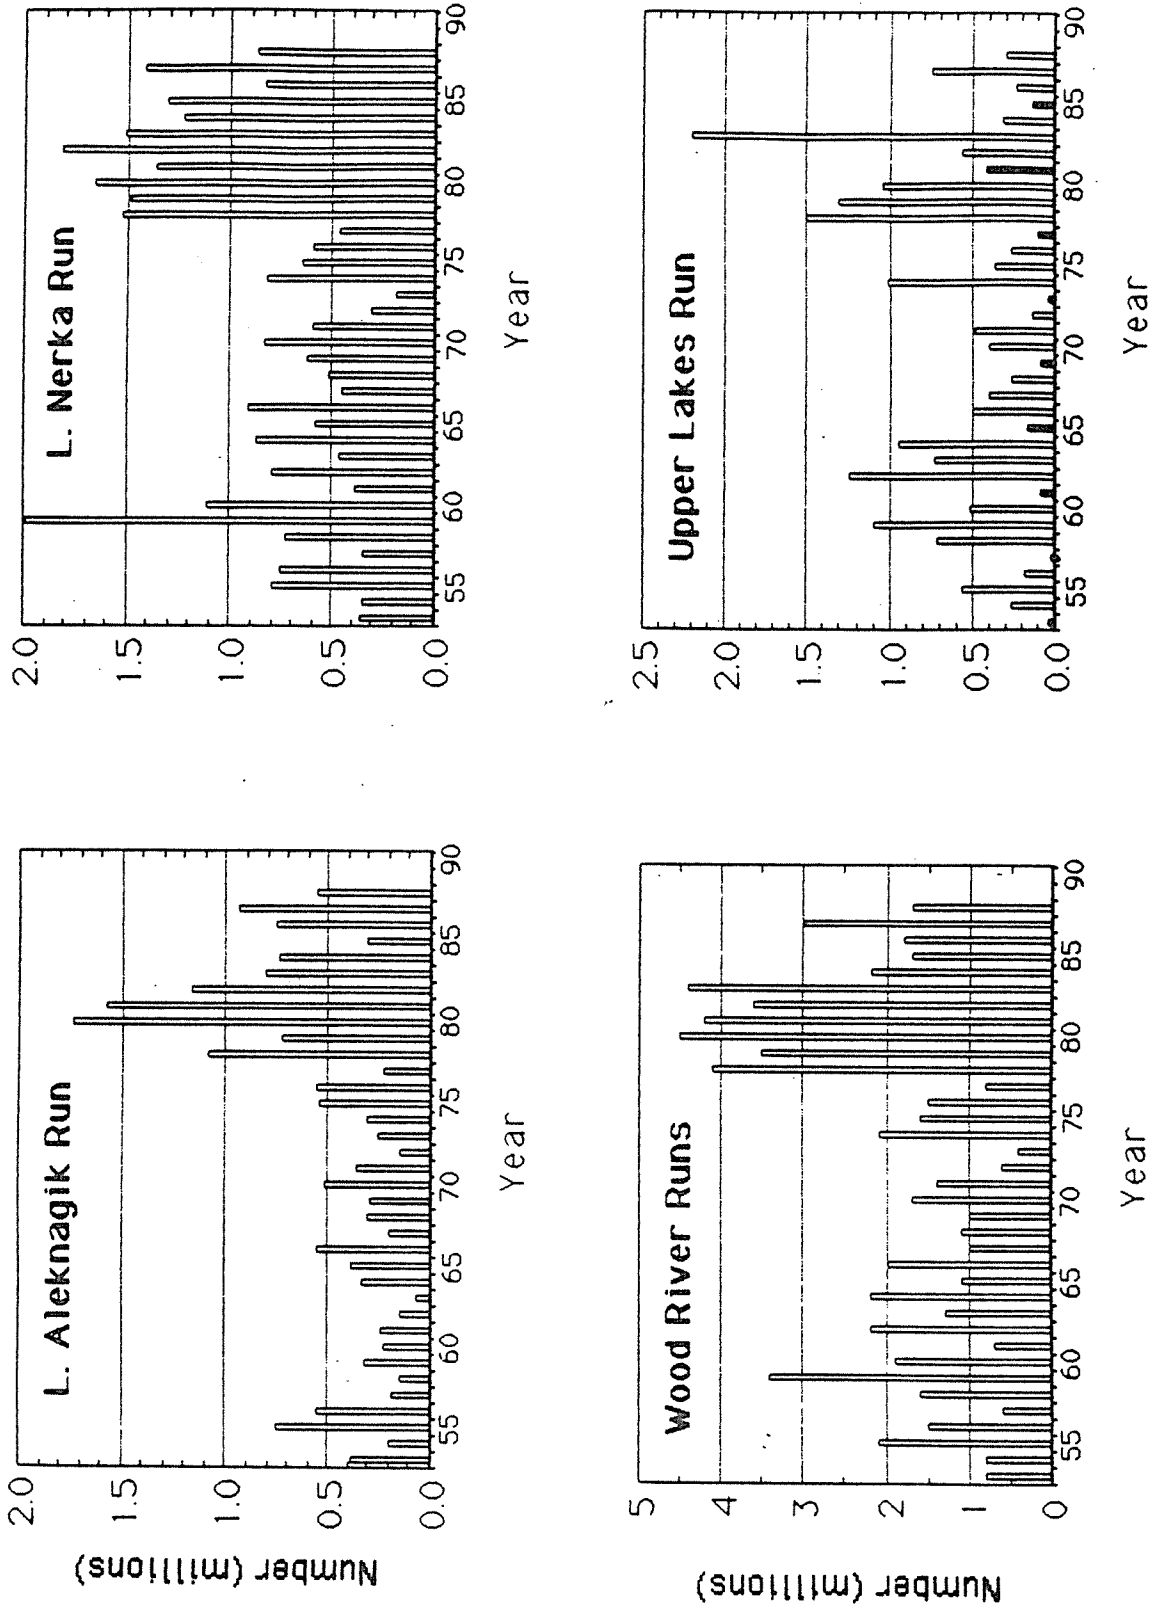 L. Aleknagik Run
Number (millions)
2.0
1.5
1.0
0.5
0.0
55 60 65 70 75 80 85 90
Year
L. Nerka Run
2.0
1.5
1.0
0.5
0.0
55 60 65 70 75 80 85 90
Year
Wood River Runs
Number (millions)
5
4
3
2
1
0
55 60 65 70 75 80 85 90
Year
Upper Lakes Run
2.5
2.0
1.5
1.0
0.5
0.0
55 60 65 70 75 80 85 90
Year